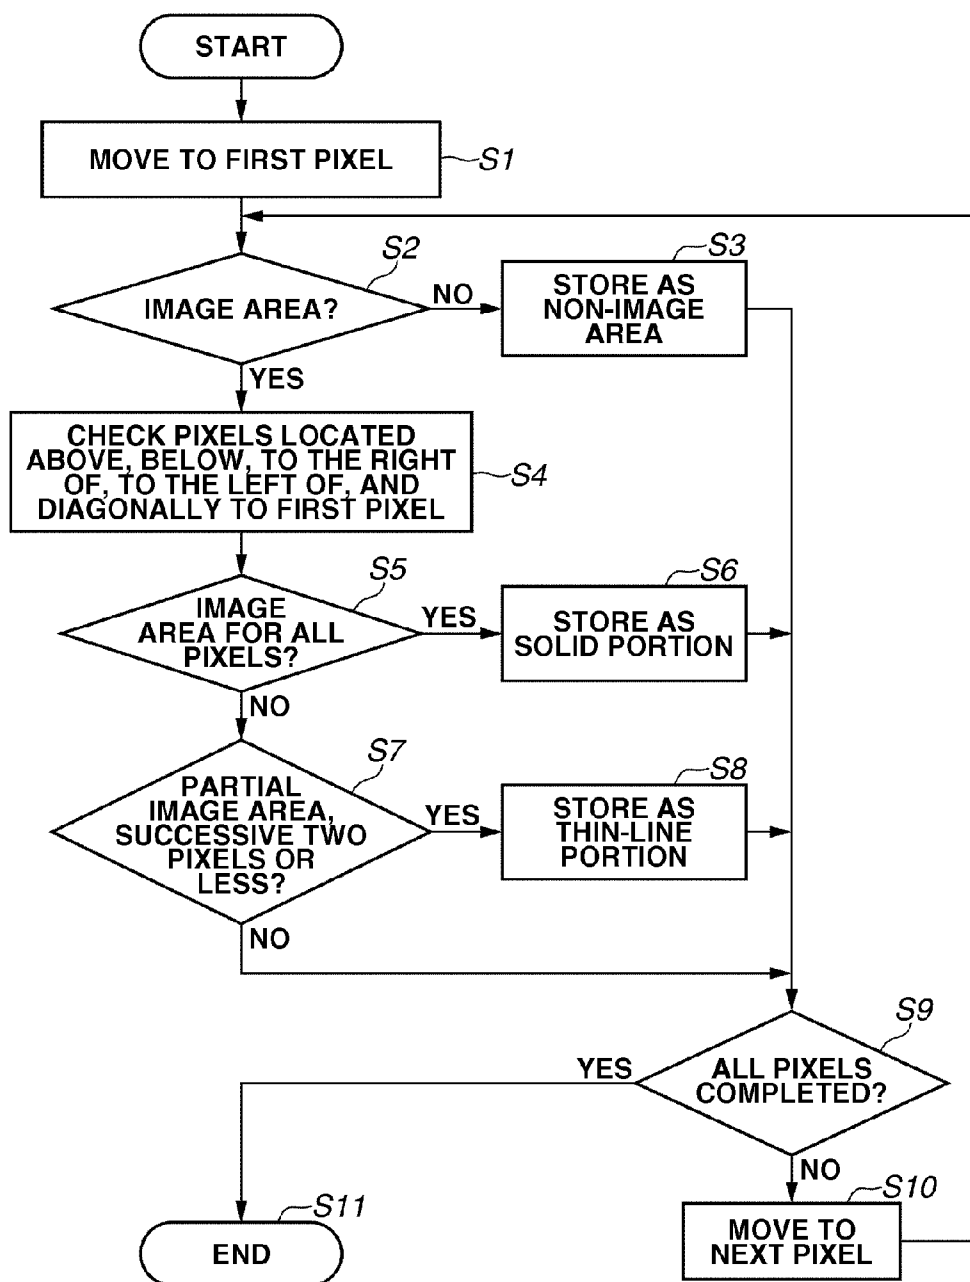 START
MOVE TO FIRST PIXEL
S1
S2
IMAGE AREA?
NO
S3
STORE AS
NON-IMAGE
AREA
YES
CHECK PIXELS LOCATED
ABOVE, BELOW, TO THE RIGHT
OF, TO THE LEFT OF, AND
DIAGONALLY TO FIRST PIXEL
S4
S5
IMAGE
AREA FOR ALL
PIXELS?
YES
S6
STORE AS
SOLID PORTION
NO
S7
PARTIAL
IMAGE AREA,
SUCCESSIVE TWO
PIXELS OR
LESS?
YES
S8
STORE AS
THIN-LINE
PORTION
NO
S9
ALL PIXELS
COMPLETED?
YES
NO
S10
MOVE TO
NEXT PIXEL
S11
END